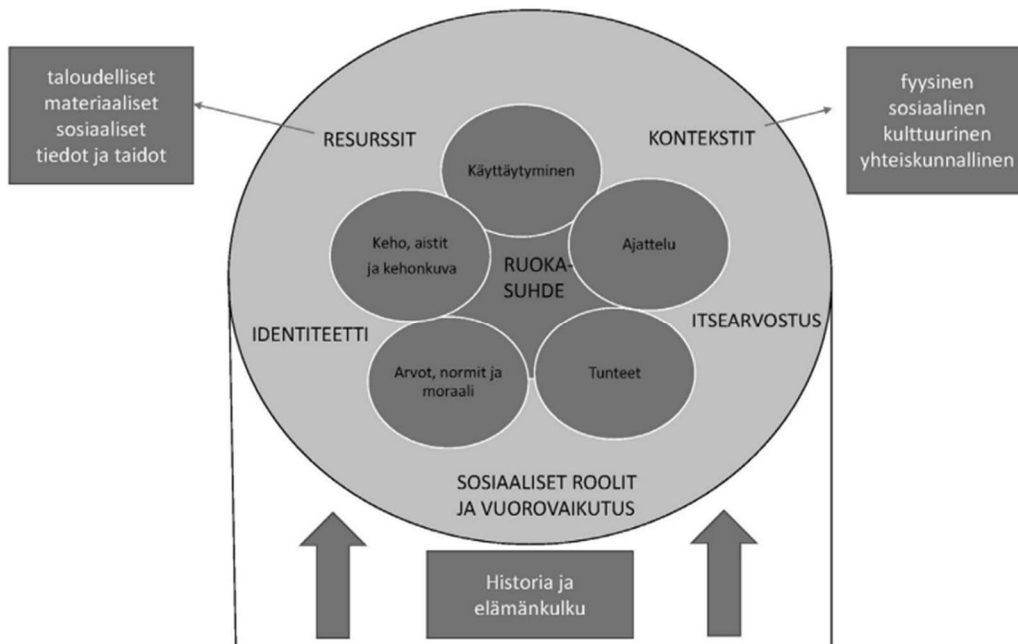 taloudelliset
materiaaliset
sosiaaliset
tiedot ja taidot
RESURSSIT
KONTEKSTIT
fyysinen
sosiaalinen
kulttuurinen
yhteiskunnallinen
Käyttäytyminen
Keho, aistit
ja kehonkuva
Ajattelu
RUOKA-
SUHDE
IDENTITEETTI
ITSEARVOSTUS
Arvot, normit ja
moraali
Tunteet
SOSIAALISET ROOLIT
JA VUOROVAIKUTUS
Historia ja
elämänkulku